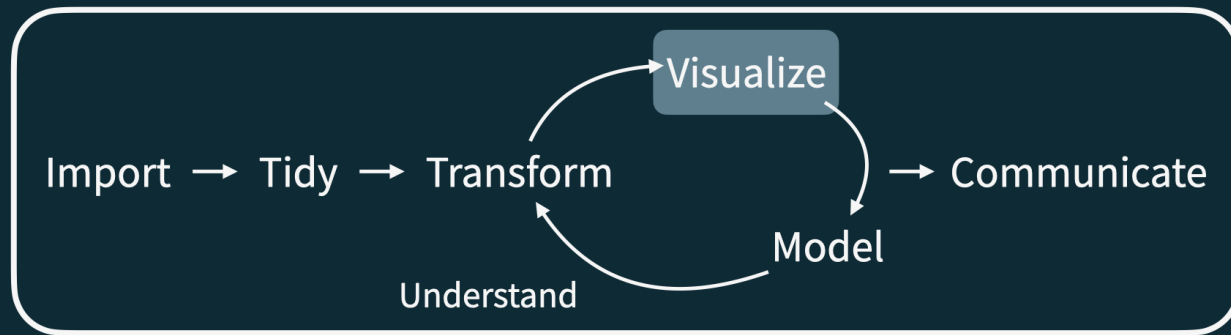 Visualize
Import → Tidy → Transform → Communicate
Model
Understand